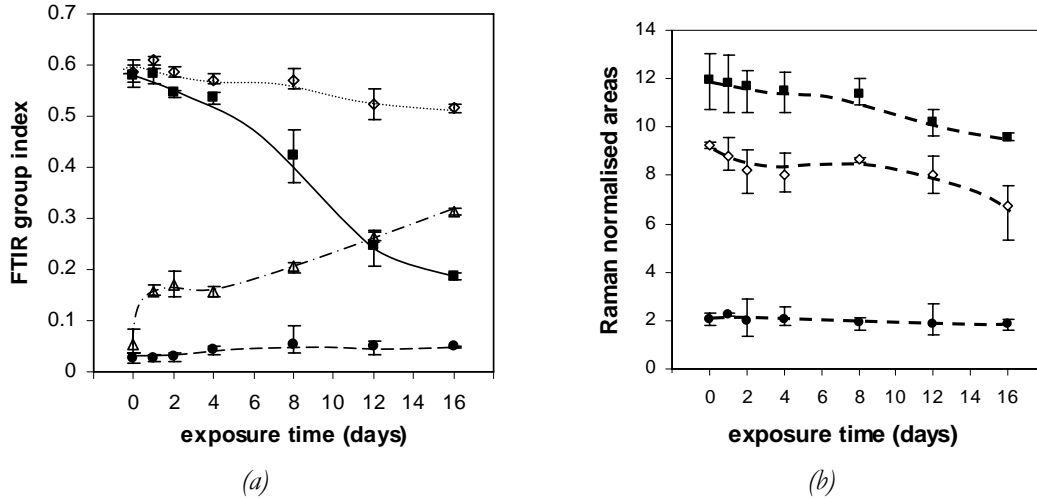 0.7
0.6
0.5
0.4
0.3
0.2
0.1
0
FTIR group index
0 2 4 6 8 10 12 14 16
exposure time (days)
(a)
14
12
10
8
6
4
2
0
Raman normalised areas
0 2 4 6 8 10 12 14 16
exposure time (days)
(b)